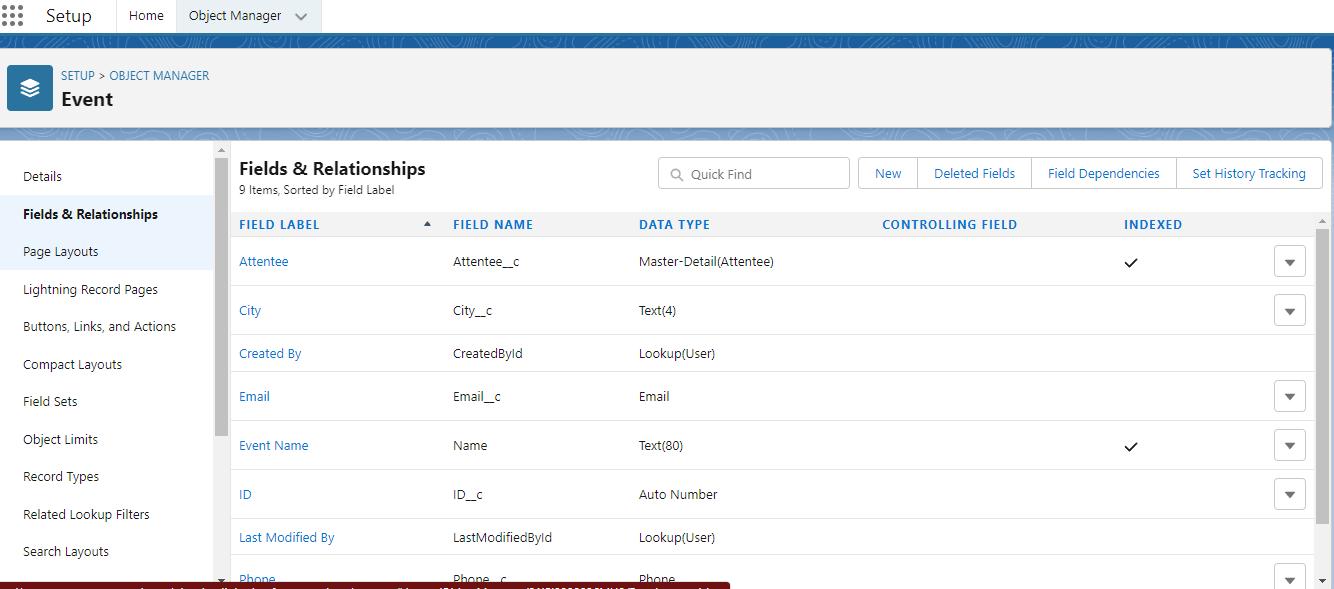 Setup Home Object Manager
SETUP > OBJECT MANAGER
Event
Details
Fields & Relationships
Page Layouts
Lightning Record Pages
Buttons, Links, and Actions
Compact Layouts
Field Sets
Object Limits
Record Types
Related Lookup Filters
Search Layouts
Fields & Relationships
9 Items, Sorted by Field Label
Quick Find
New Deleted Fields Field Dependencies Set History Tracking
FIELD LABEL FIELD NAME DATA TYPE CONTROLLING FIELD INDEXED
Attentee Attentee__c Master-Detail(Attentee)
City City__c Text(4)
Created By CreatedById Lookup(User)
Email Email__c Email
Event Name Name Text(80)
ID ID__c Auto Number
Last Modified By LastModifiedById Lookup(User)
Phone Phone__c Phone